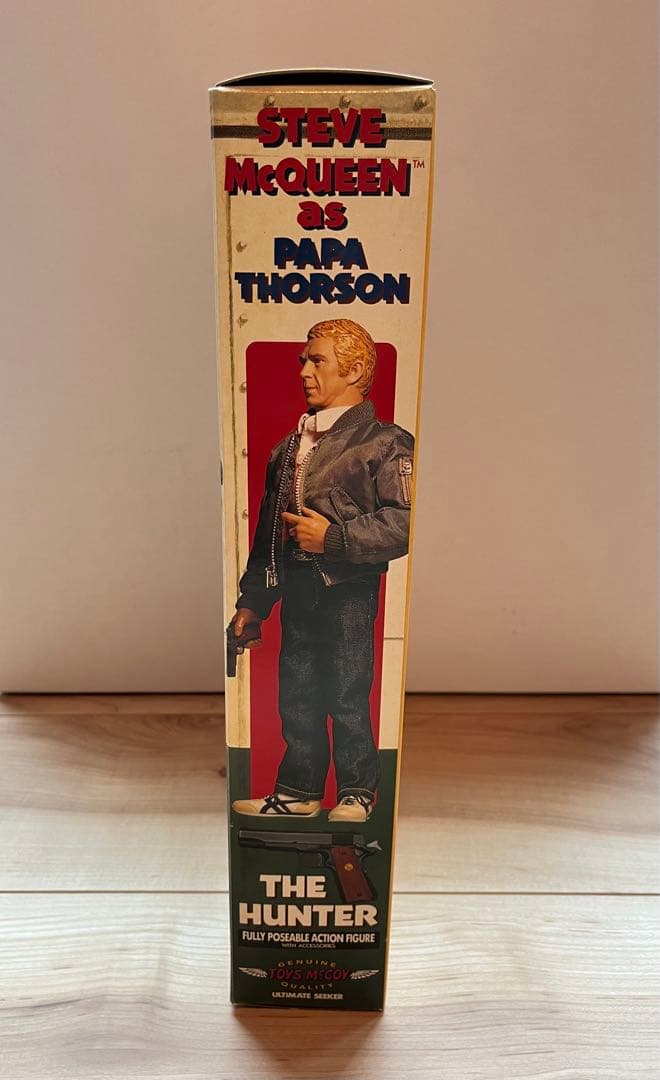 STEVE
McQUEEN™
as
PAPA
THORSON
THE
HUNTER
FULLY POSEABLE ACTION FIGURE
WITH ACCESSORIES
GENUINE
TOYS McCOY
QUALITY
ULTIMATE SEEKER